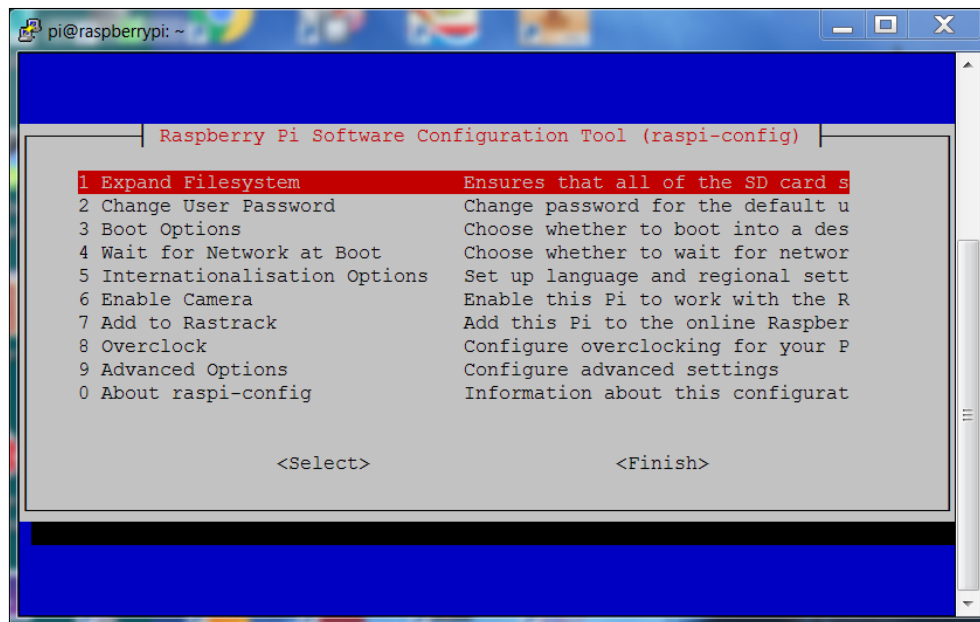 pi@raspberrypi: ~
Raspberry Pi Software Configuration Tool (raspi-config)
1 Expand Filesystem Ensures that all of the SD card s
2 Change User Password Change password for the default u
3 Boot Options Choose whether to boot into a des
4 Wait for Network at Boot Choose whether to wait for networ
5 Internationalisation Options Set up language and regional sett
6 Enable Camera Enable this Pi to work with the R
7 Add to Rastrack Add this Pi to the online Raspber
8 Overclock Configure overclocking for your P
9 Advanced Options Configure advanced settings
0 About raspi-config Information about this configurat
<Select> <Finish>